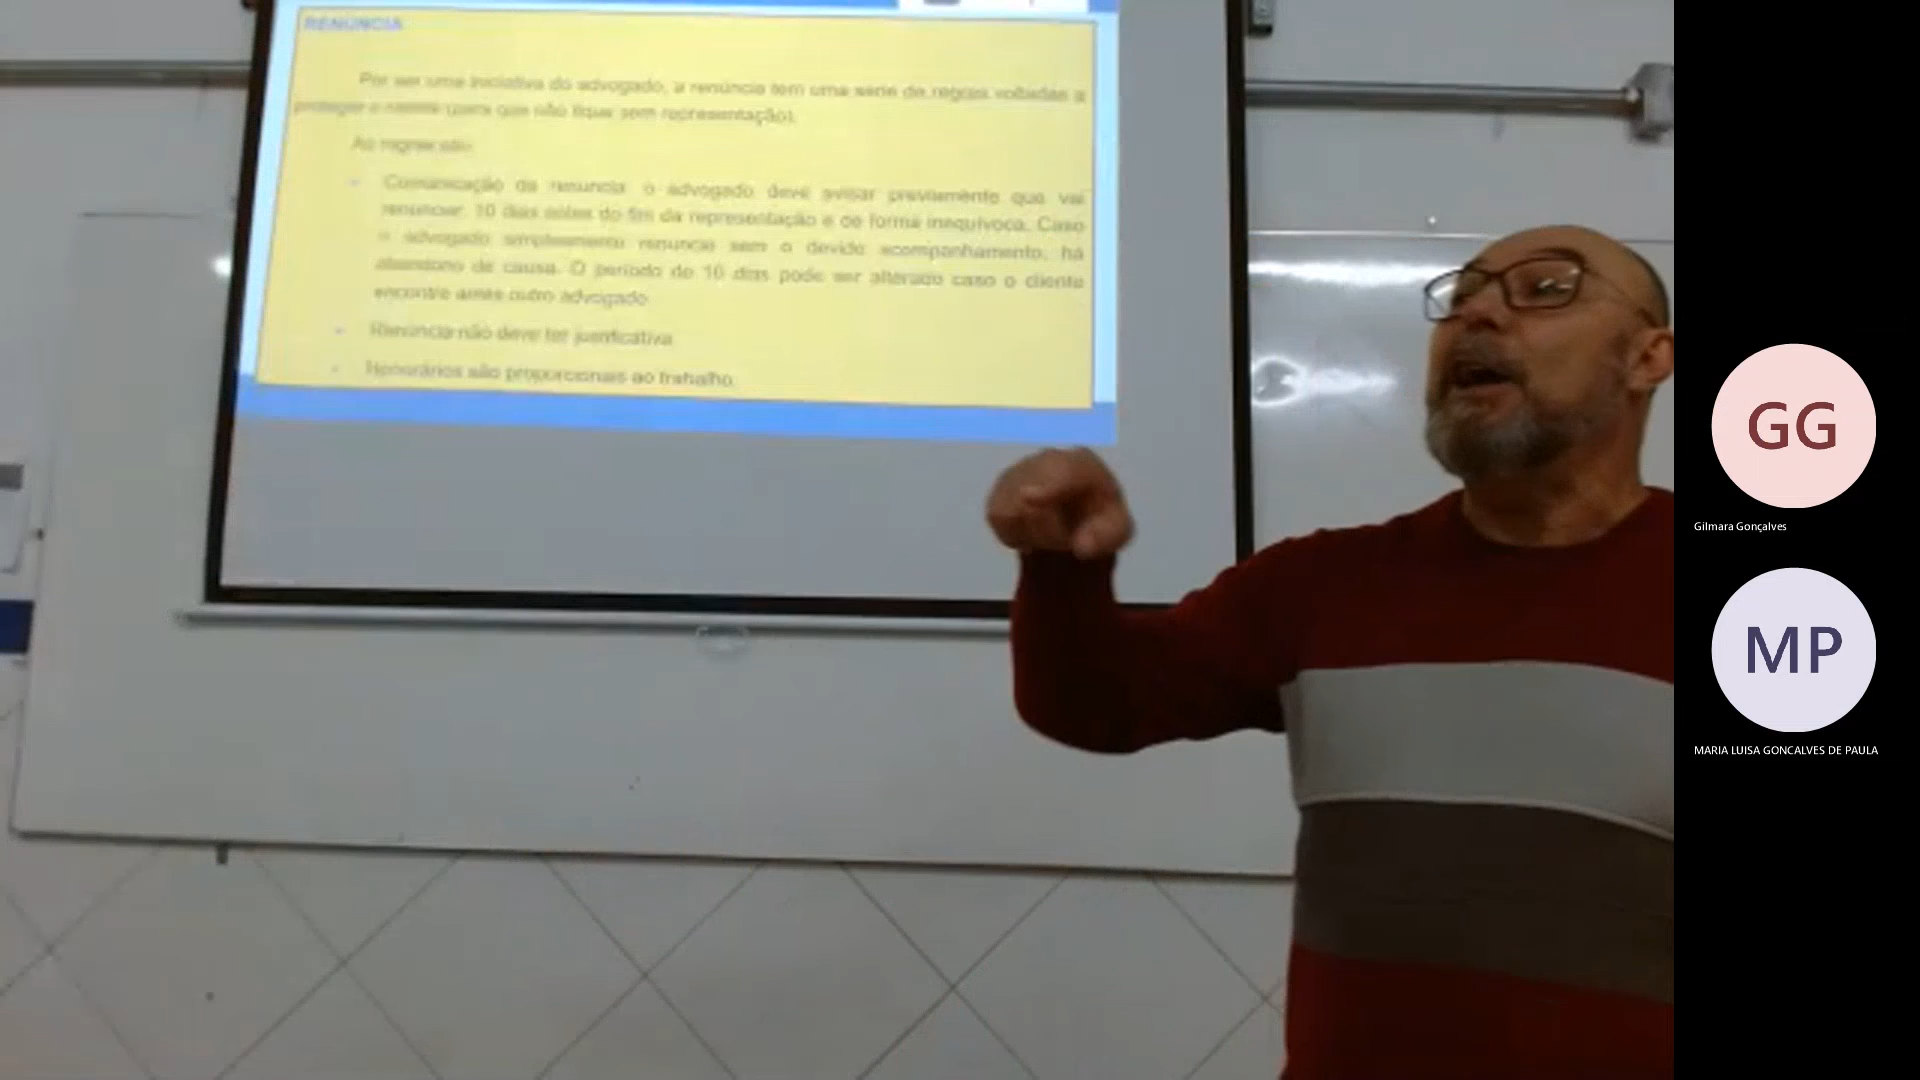 RENÚNCIA
Por ser uma iniciativa do advogado, a renúncia tem uma série de regras voltadas a
proteger o cliente (para que não fique sem representação).
As regras são:
- Comunicação da renúncia: o advogado deve avisar previamente que vai
renunciar, 10 dias antes do fim da representação e de forma inequívoca. Caso
o advogado simplesmente renuncie sem o devido acompanhamento, há
abandono de causa. O período de 10 dias pode ser alterado caso o cliente
encontre antes outro advogado.
- Renúncia não deve ter justificativa.
- Honorários são proporcionais ao trabalho.
GG
Gilmara Gonçalves
MP
MARIA LUISA GONCALVES DE PAULA